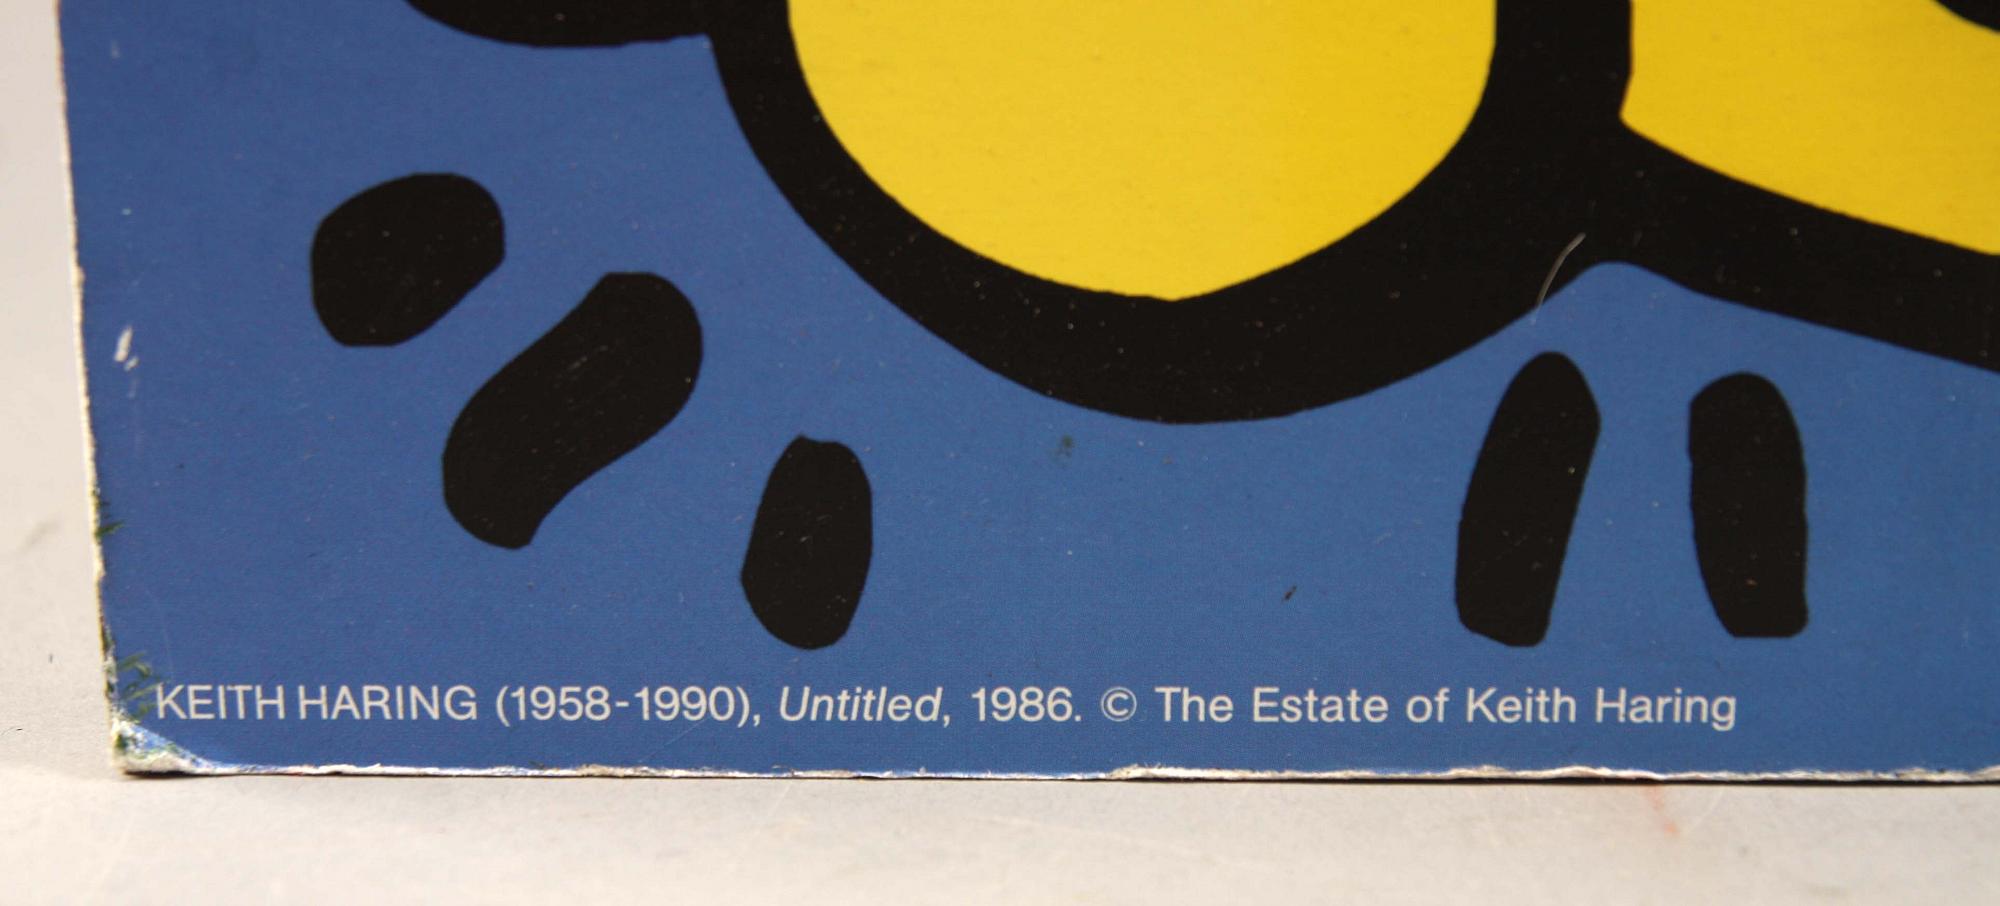 KEITH HARING (1958-1990), Untitled, 1986. © The Estate of Keith Haring